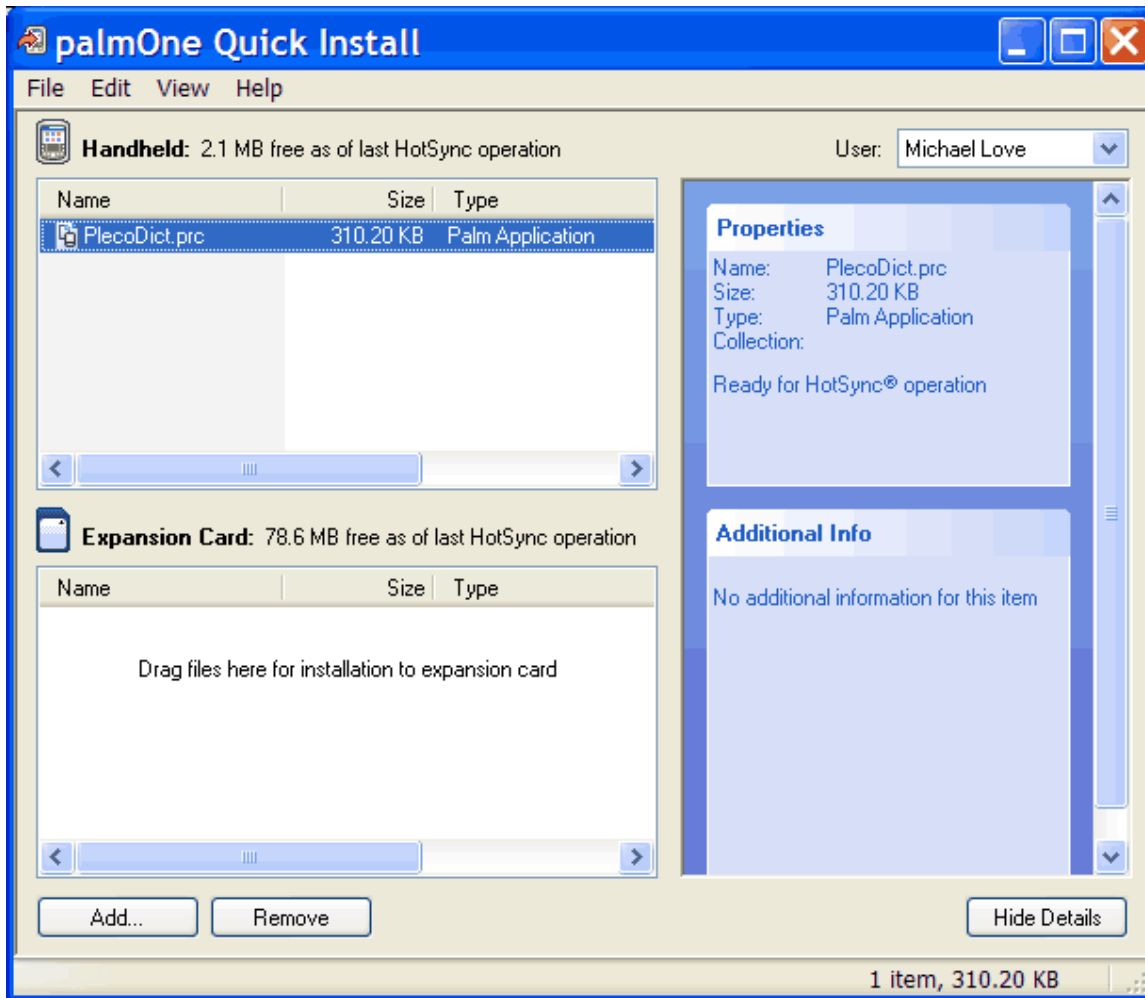 palmOne Quick Install
File Edit View Help
Handheld: 2.1 MB free as of last HotSync operation
User: Michael Love
Name Size Type
PlecoDict.prc 310.20 KB Palm Application
Properties
Name: PlecoDict.prc
Size: 310.20 KB
Type: Palm Application
Collection:
Ready for HotSync® operation
Expansion Card: 78.6 MB free as of last HotSync operation
Name Size Type
Drag files here for installation to expansion card
Additional Info
No additional information for this item
Add... Remove Hide Details
1 item, 310.20 KB